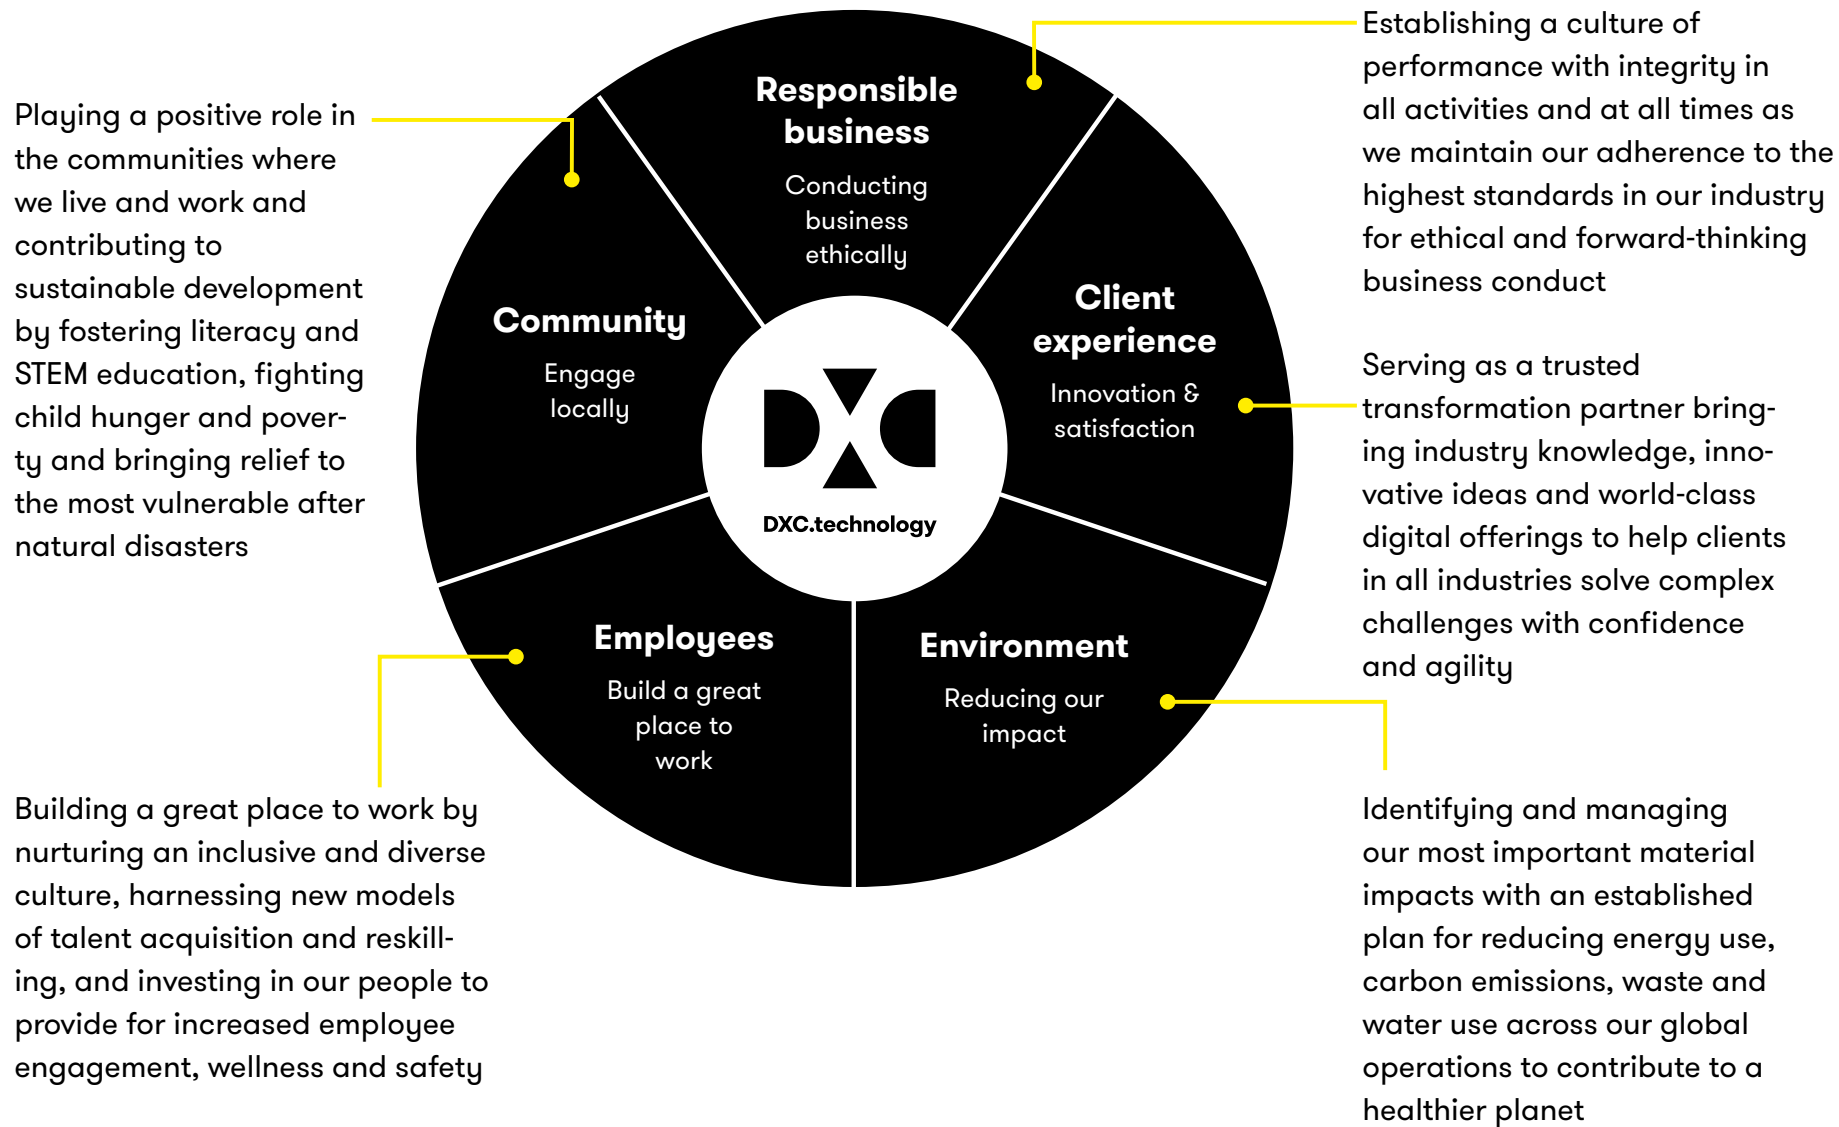 Establishing a culture of
performance with integrity in
all activities and at all times as
we maintain our adherence to the
highest standards in our industry
for ethical and forward-thinking
business conduct
Playing a positive role in
the communities where
we live and work and
contributing to
sustainable development
by fostering literacy and
STEM education, fighting
child hunger and pover-
ty and bringing relief to
the most vulnerable after
natural disasters
Responsible
business
Conducting
business
ethically
Community
Engage
locally
Client
experience
Innovation &
satisfaction
Serving as a trusted
transformation partner bring-
ing industry knowledge, inno-
vative ideas and world-class
digital offerings to help clients
in all industries solve complex
challenges with confidence
and agility
DXC
DXC.technology
Employees
Build a great
place to
work
Environment
Reducing our
impact
Building a great place to work by
nurturing an inclusive and diverse
culture, harnessing new models
of talent acquisition and reskill-
ing, and investing in our people to
provide for increased employee
engagement, wellness and safety
Identifying and managing
our most important material
impacts with an established
plan for reducing energy use,
carbon emissions, waste and
water use across our global
operations to contribute to a
healthier planet